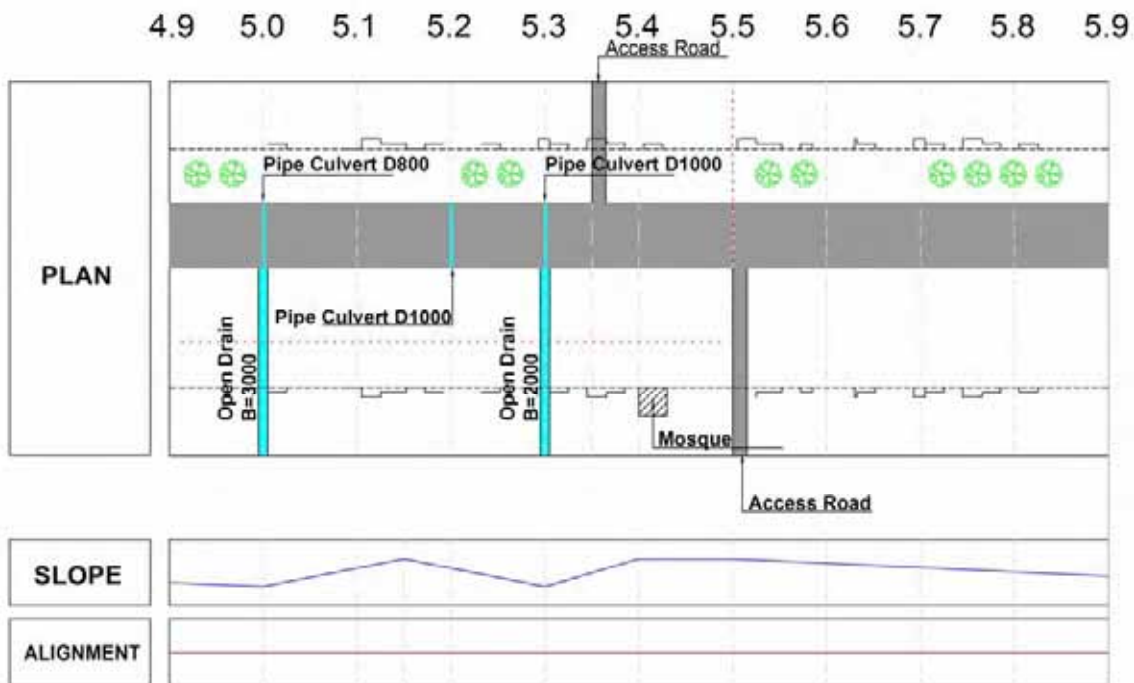 4.9 5.0 5.1 5.2 5.3 5.4 5.5 5.6 5.7 5.8 5.9
Access Road
PLAN
Pipe Culvert D800
Pipe Culvert D1000
Pipe Culvert D1000
Open Drain
B=3000
Open Drain
B=2000
Mosque
Access Road
SLOPE
ALIGNMENT